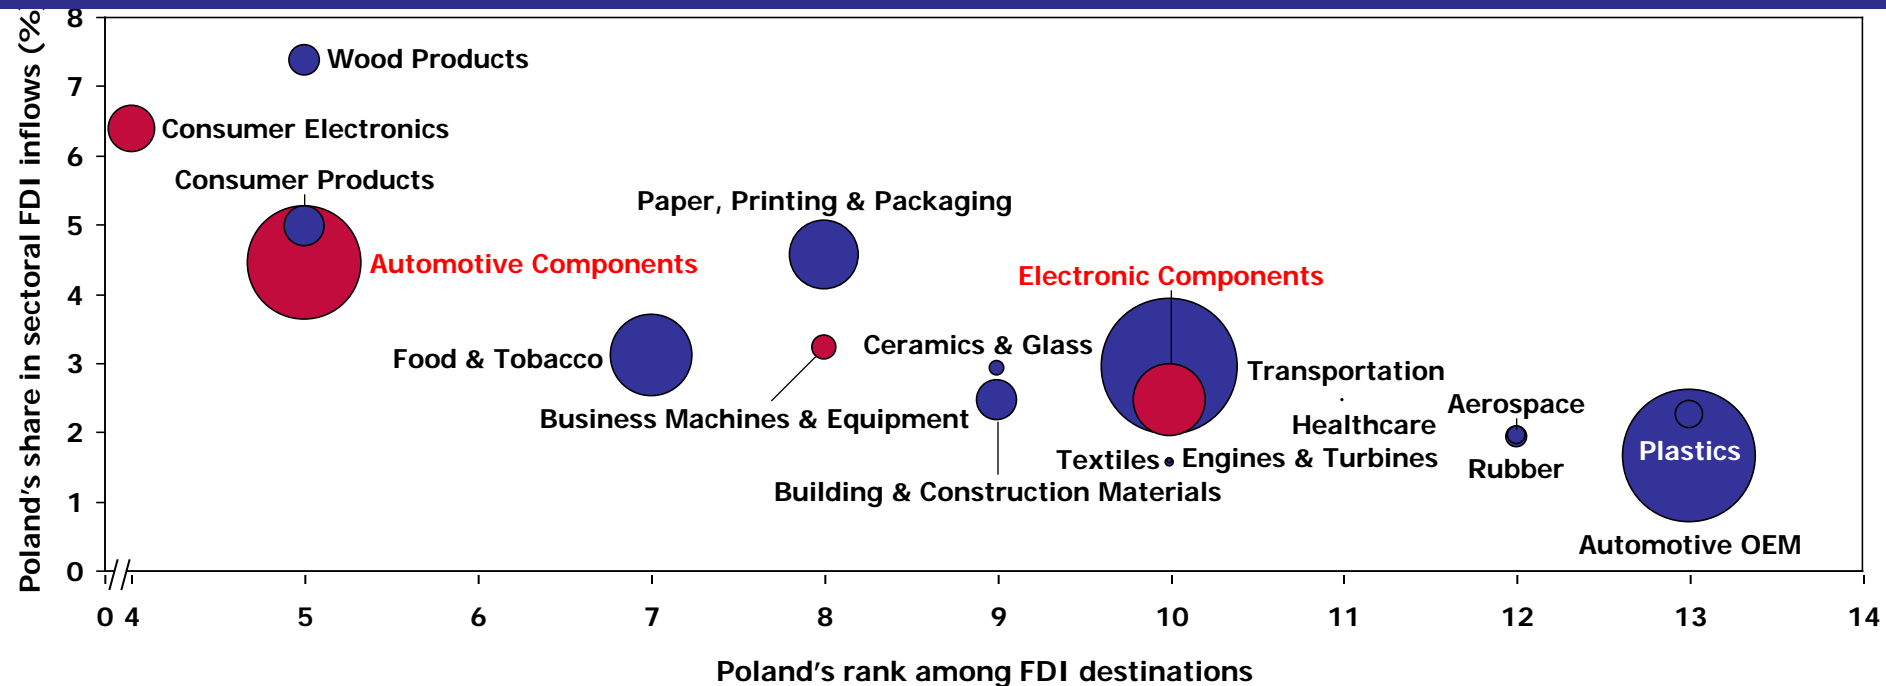 Poland's share in sectoral FDI inflows (%)
8
7
6
5
4
3
2
1
0
Wood Products
Consumer Electronics
Consumer Products
Paper, Printing & Packaging
Automotive Components
Electronic Components
Ceramics & Glass
Food & Tobacco
Transportation
Aerospace
Business Machines & Equipment
Healthcare
Plastics
Textiles
Engines & Turbines
Rubber
Building & Construction Materials
Automotive OEM
0 4 5 6 7 8 9 10 11 12 13 14
Poland's rank among FDI destinations